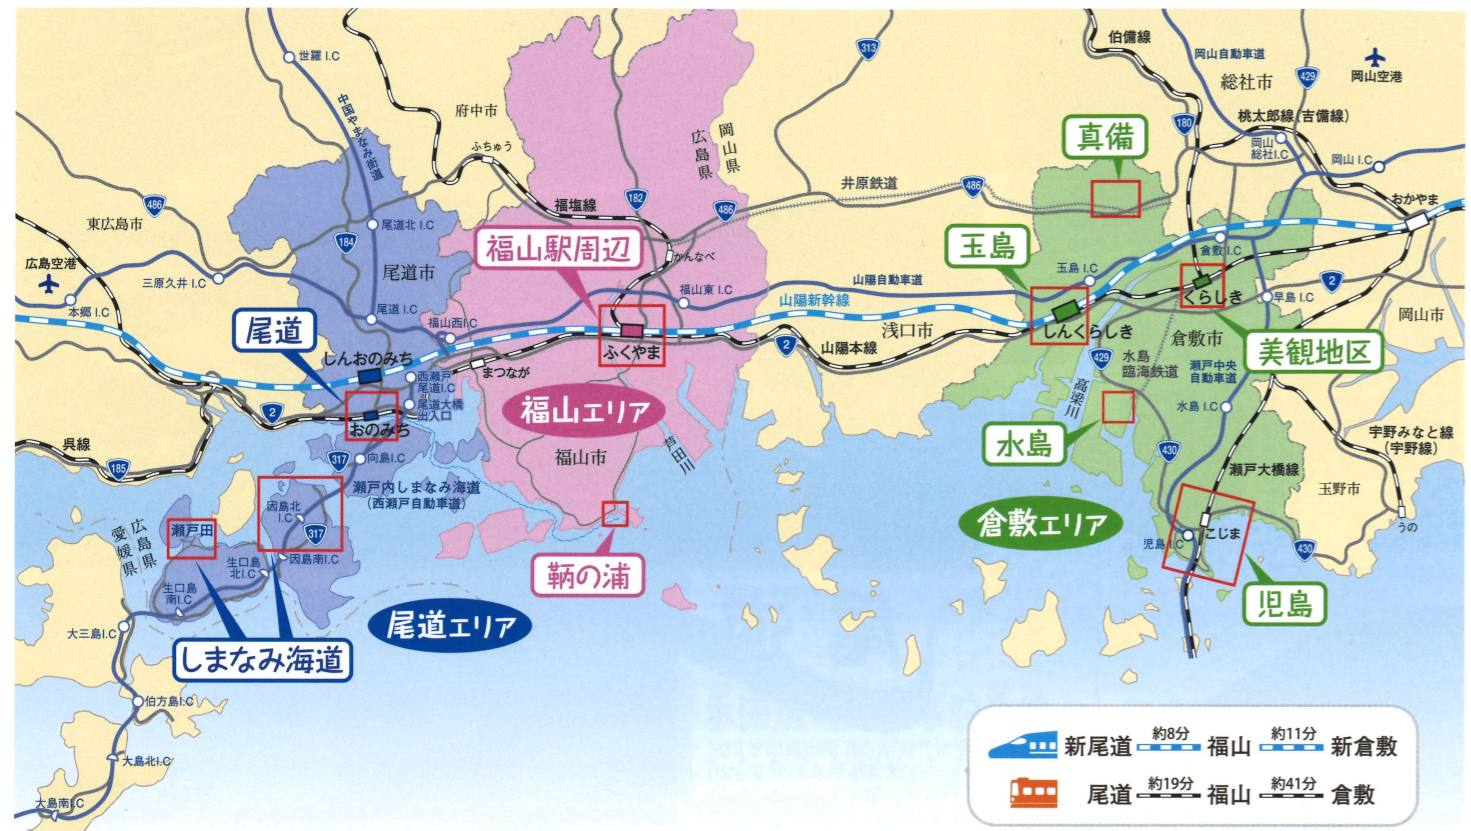 世羅 I.C
中国やまなみ街道
府中市
ふちゅう
広島県
岡山県
313
伯備線
岡山自動車道
総社市
429
岡山空港
180
桃太郎線(吉備線)
岡山
総社I.C
岡山 I.C
真備
486
東広島市
広島空港
本郷 I.C
三原久井 I.C
尾道北 I.C
184
尾道市
尾道 I.C
福塩線
182
486
井原鉄道
486
おかやま
福山駅周辺
かんなべ
福山東 I.C
福山西I.C
山陽新幹線
山陽自動車道
玉島
玉島 I.C
倉敷 I.C
くらしき
早島 I.C
2
岡山市
尾道
しんおのみち
まつなが
ふくやま
2
山陽本線
浅口市
しんくらしき
倉敷市
美観地区
西瀬戸
尾道I.C
尾道大橋
出入口
2
おのみち
福山エリア
429
水島
臨海鉄道
瀬戸中央
自動車道
高梁川
水島 I.C
水島
呉線
185
317
向島I.C
福山市
芦田川
430
宇野みなと線
(宇野線)
瀬戸大橋線
玉野市
うの
瀬戸内しまなみ海道
(西瀬戸自動車道)
因島北
I.C
317
因島南I.C
瀬戸田
広島県
愛媛県
生口島
北I.C
生口島
南I.C
鞆の浦
倉敷エリア
こじま
児島 I.C
430
児島
尾道エリア
しまなみ海道
大三島I.C
伯方島I.C
大島北I.C
大島南I.C
新尾道 約8分 福山 約11分 新倉敷
尾道 約19分 福山 約41分 倉敷